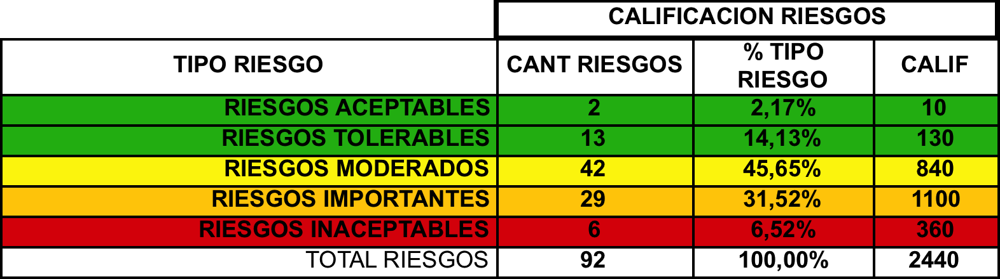 CALIFICACION RIESGOS
TIPO RIESGO CANT RIESGOS % TIPO RIESGO CALIF
RIESGOS ACEPTABLES 2 2,17% 10
RIESGOS TOLERABLES 13 14,13% 130
RIESGOS MODERADOS 42 45,65% 840
RIESGOS IMPORTANTES 29 31,52% 1100
RIESGOS INACEPTABLES 6 6,52% 360
TOTAL RIESGOS 92 100,00% 2440